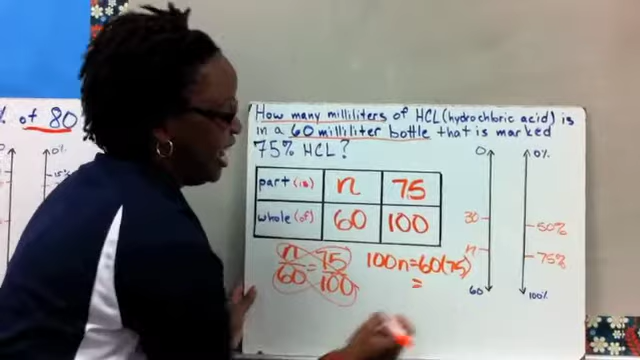 % of 80
0%
15%
How many milliliters of HCL (hydrochloric acid) is
in a 60 milliliter bottle that is marked
75% HCL?
part (is) n 75
whole (of) 60 100
n/60 = 75/100
100n=60(75)
=
0 0%
30 50%
n 75%
60 100%